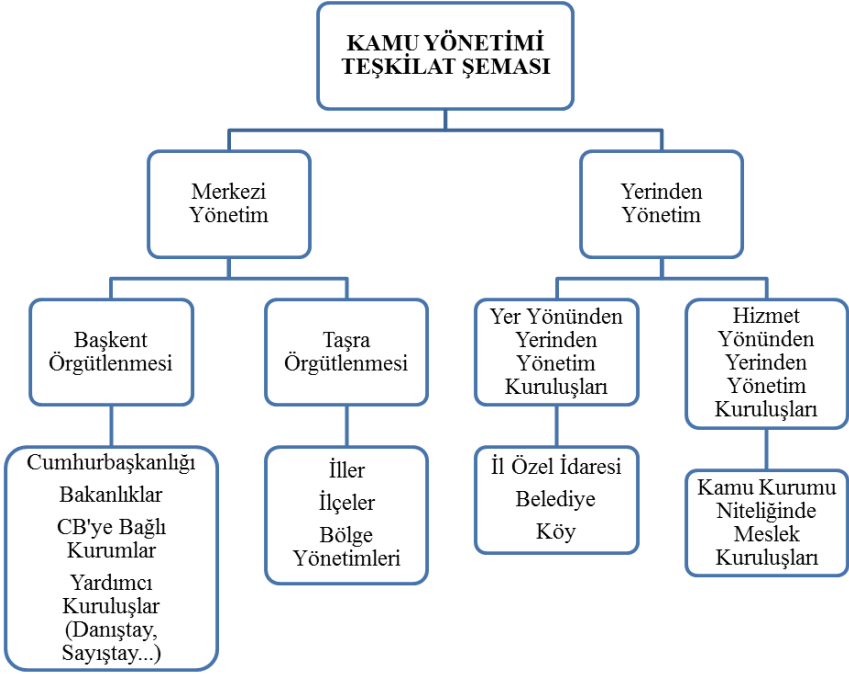 KAMU YÖNETİMİ
TEŞKİLAT ŞEMASI
Merkezi
Yönetim
Yerinden
Yönetim
Başkent
Örgütlenmesi
Taşra
Örgütlenmesi
Yer Yönünden
Yerinden
Yönetim
Kuruluşları
Hizmet
Yönünden
Yerinden
Yönetim
Kuruluşları
Cumhurbaşkanlığı
Bakanlıklar
CB'ye Bağlı
Kurumlar
Yardımcı
Kuruluşlar
(Danıştay,
Sayıştay...)
İller
İlçeler
Bölge
Yönetimleri
İl Özel İdaresi
Belediye
Köy
Kamu Kurumu
Niteliğinde
Meslek
Kuruluşları